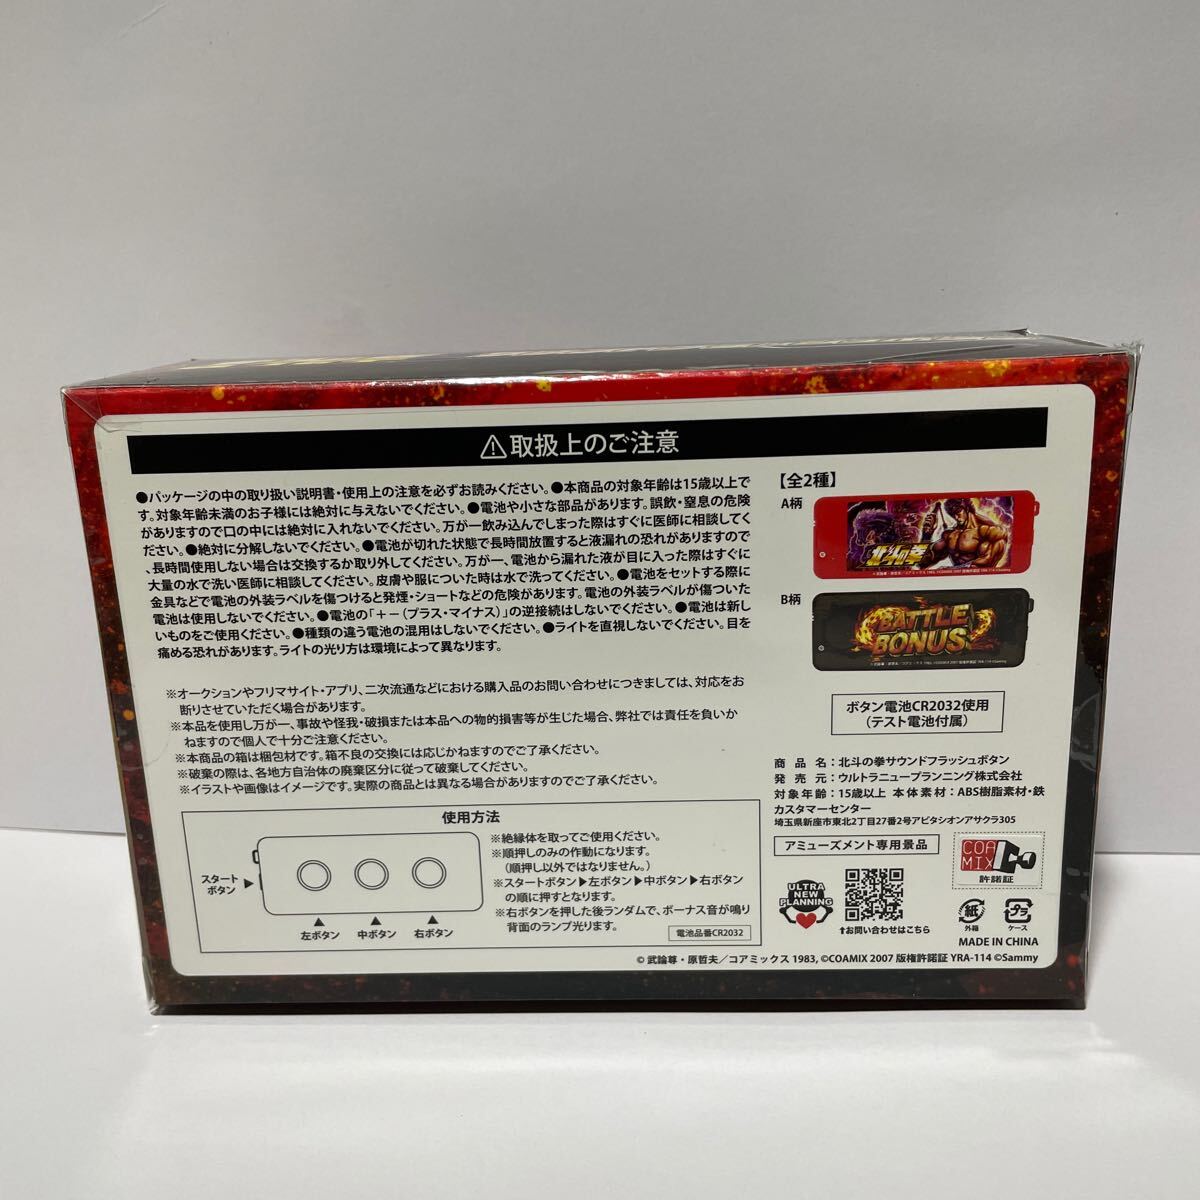 ⚠取扱上のご注意
●パッケージの中の取り扱い説明書・使用上の注意を必ずお読みください。●本商品の対象年齢は15歳以上で
す。対象年齢未満のお子様には絶対に与えないでください。●電池や小さな部品があります。誤飲・窒息の危険
がありますので口の中には絶対に入れないでください。万が一飲み込んでしまった際はすぐに医師に相談してく
ださい。●絶対に分解しないでください。●電池が切れた状態で長時間放置すると液漏れの恐れがありますので
、長時間使用しない場合は交換するか取り外してください。万が一、電池から漏れた液が目に入った際はすぐに
大量の水で洗い医師に相談してください。皮膚や服についた時は水で洗ってください。●電池をセットする際に
金具などで電池の外装ラベルを傷つけると発煙・ショートなどの危険があります。電池の外装ラベルが傷ついた
電池は使用しないでください。●電池の「＋－(プラス・マイナス)」の逆接続はしないでください。●電池は新し
いものをご使用ください。●種類の違う電池の混用はしないでください。●ライトを直視しないでください。目を
痛める恐れがあります。ライトの光り方は環境によって異なります。
※オークションやフリマサイト・アプリ、二次流通などにおける購入品のお問い合わせにつきましては、対応をお
断りさせていただく場合があります。
※本品を使用し万が一、事故や怪我・破損または本品への物的損害等が生じた場合、弊社では責任を負いか
ねますので個人で十分ご注意ください。
※本商品の箱は梱包材です。箱不良の交換には応じかねますのでご了承ください。
※破棄の際は、各地方自治体の廃棄区分に従って破棄してください。
※イラストや画像はイメージです。実際の商品とは異なる場合がありますのでご了承ください。
使用方法
スタート
ボタン
左ボタン 中ボタン 右ボタン
※絶縁体を取ってご使用ください。
※順押しのみの作動になります。
(順押し以外ではなりません。)
※スタートボタン▶左ボタン▶中ボタン▶右ボタン
の順に押すとなります。
※右ボタンを押した後ランダムで、ボーナス音が鳴り
背面のランプ光ります。
電池品番CR2032
【全2種】
A柄
北斗の拳
B柄
BATTLE
BONUS
ボタン電池CR2032使用
(テスト電池付属)
商品名：北斗の拳サウンドフラッシュボタン
発売元：ウルトラニュープランニング株式会社
対象年齢：15歳以上 本体素材：ABS樹脂素材・鉄
カスタマーセンター
埼玉県新座市東北2丁目27番2号アビタシオンアサクラ305
アミューズメント専用景品
COA
MIX
許諾証
ULTRA
NEW
PLANNING
⬆お問い合わせはこちら
紙
外箱
プラ
ケース
MADE IN CHINA
© 武論尊・原哲夫／コアミックス 1983, ©COAMIX 2007 版権許諾証 YRA-114 ©Sammy